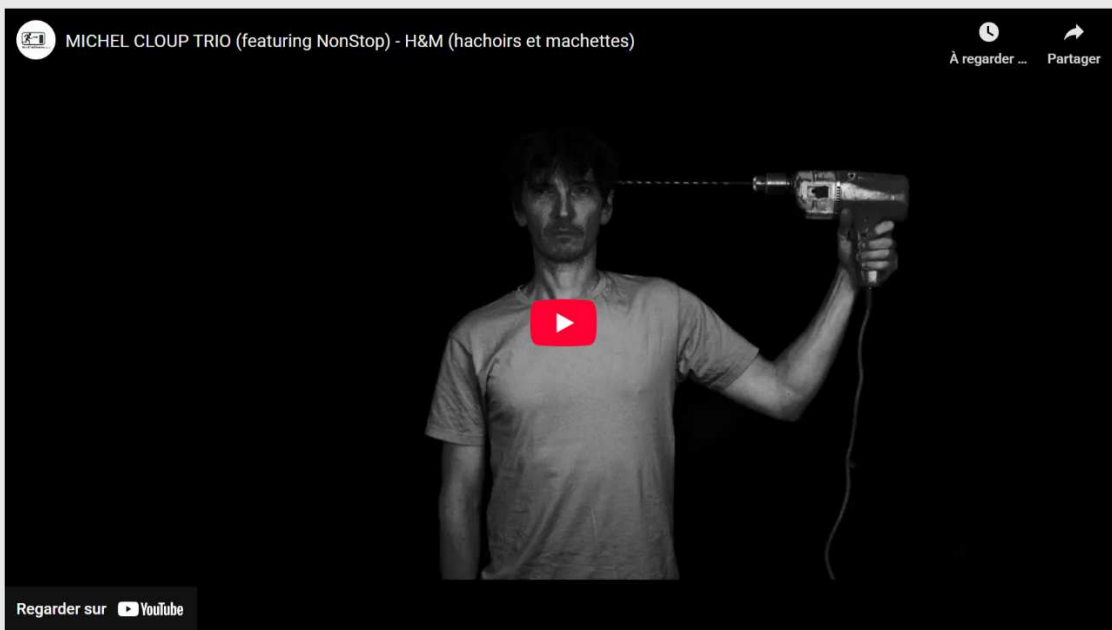 MICHEL CLOUP TRIO (featuring NonStop) - H&M (hachoirs et machettes)
À regarder ...
Partager
Regarder sur YouTube